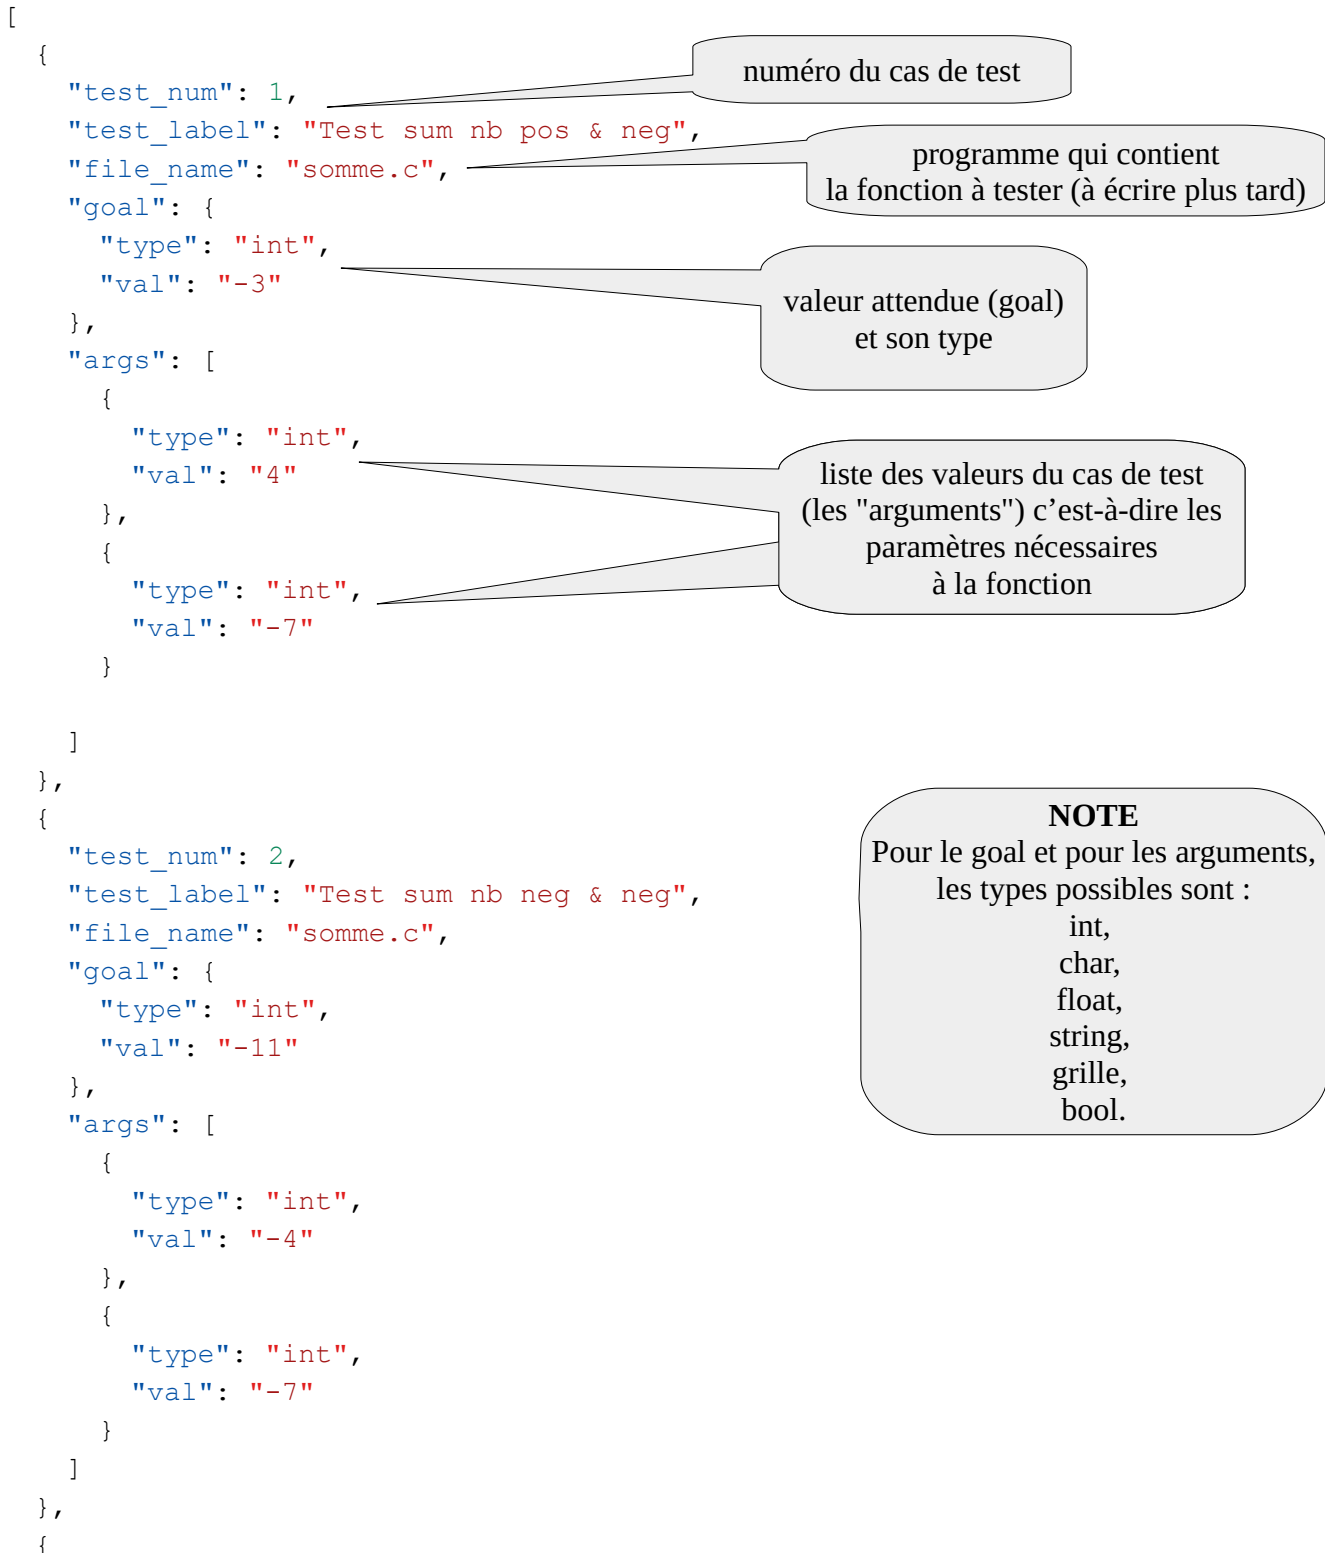 [
{
"test_num": 1,
numéro du cas de test
"test_label": "Test sum nb pos & neg",
"file_name": "somme.c",
programme qui contient
la fonction à tester (à écrire plus tard)
"goal": {
"type": "int",
"val": "-3"
valeur attendue (goal)
et son type
},
"args": [
{
"type": "int",
"val": "4"
},
{
"type": "int",
"val": "-7"
}
liste des valeurs du cas de test
(les "arguments") c’est-à-dire les
paramètres nécessaires
à la fonction
]
},
{
"test_num": 2,
"test_label": "Test sum nb neg & neg",
"file_name": "somme.c",
"goal": {
"type": "int",
"val": "-11"
},
"args": [
{
"type": "int",
"val": "-4"
},
{
"type": "int",
"val": "-7"
}
]
},
{
NOTE
Pour le goal et pour les arguments,
les types possibles sont :
int,
char,
float,
string,
grille,
bool.